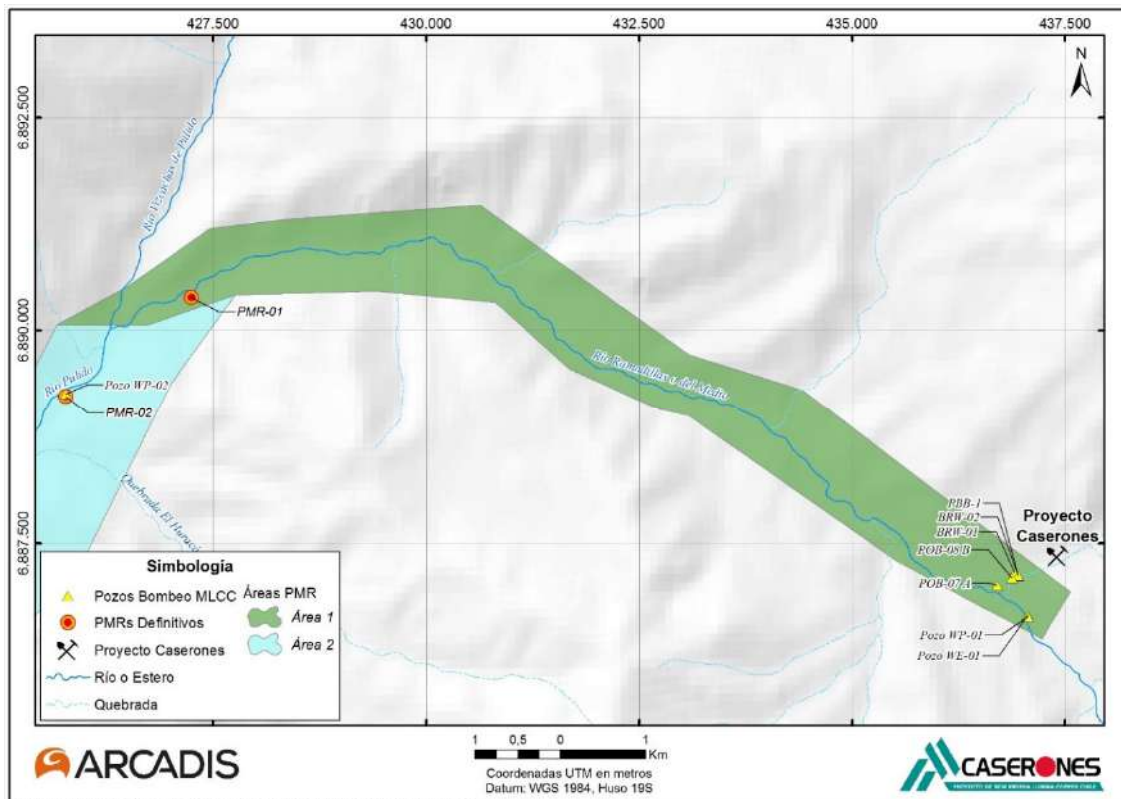 427.500 430.000 432.500 435.000 437.500
N
6.892.500
6.890.000
6.887.500
Río Vizcachas de Pulido
PMR-01
Río Pulido
Pozo WP-02
PMR-02
Río Ramadillas o del Medio
PBB-1
BRW-02
BRW-01
POB-08 B
POB-07 A
Proyecto
Caserones
Pozo WP-01
Pozo WE-01
Simbología
Pozos Bombeo MLCC
PMRs Definitivos
Proyecto Caserones
Río o Estero
Quebrada
Áreas PMR
Área 1
Área 2
ARCADIS
1 0,5 0 1
Km
Coordenadas UTM en metros
Datum: WGS 1984, Huso 19S
CASERONES